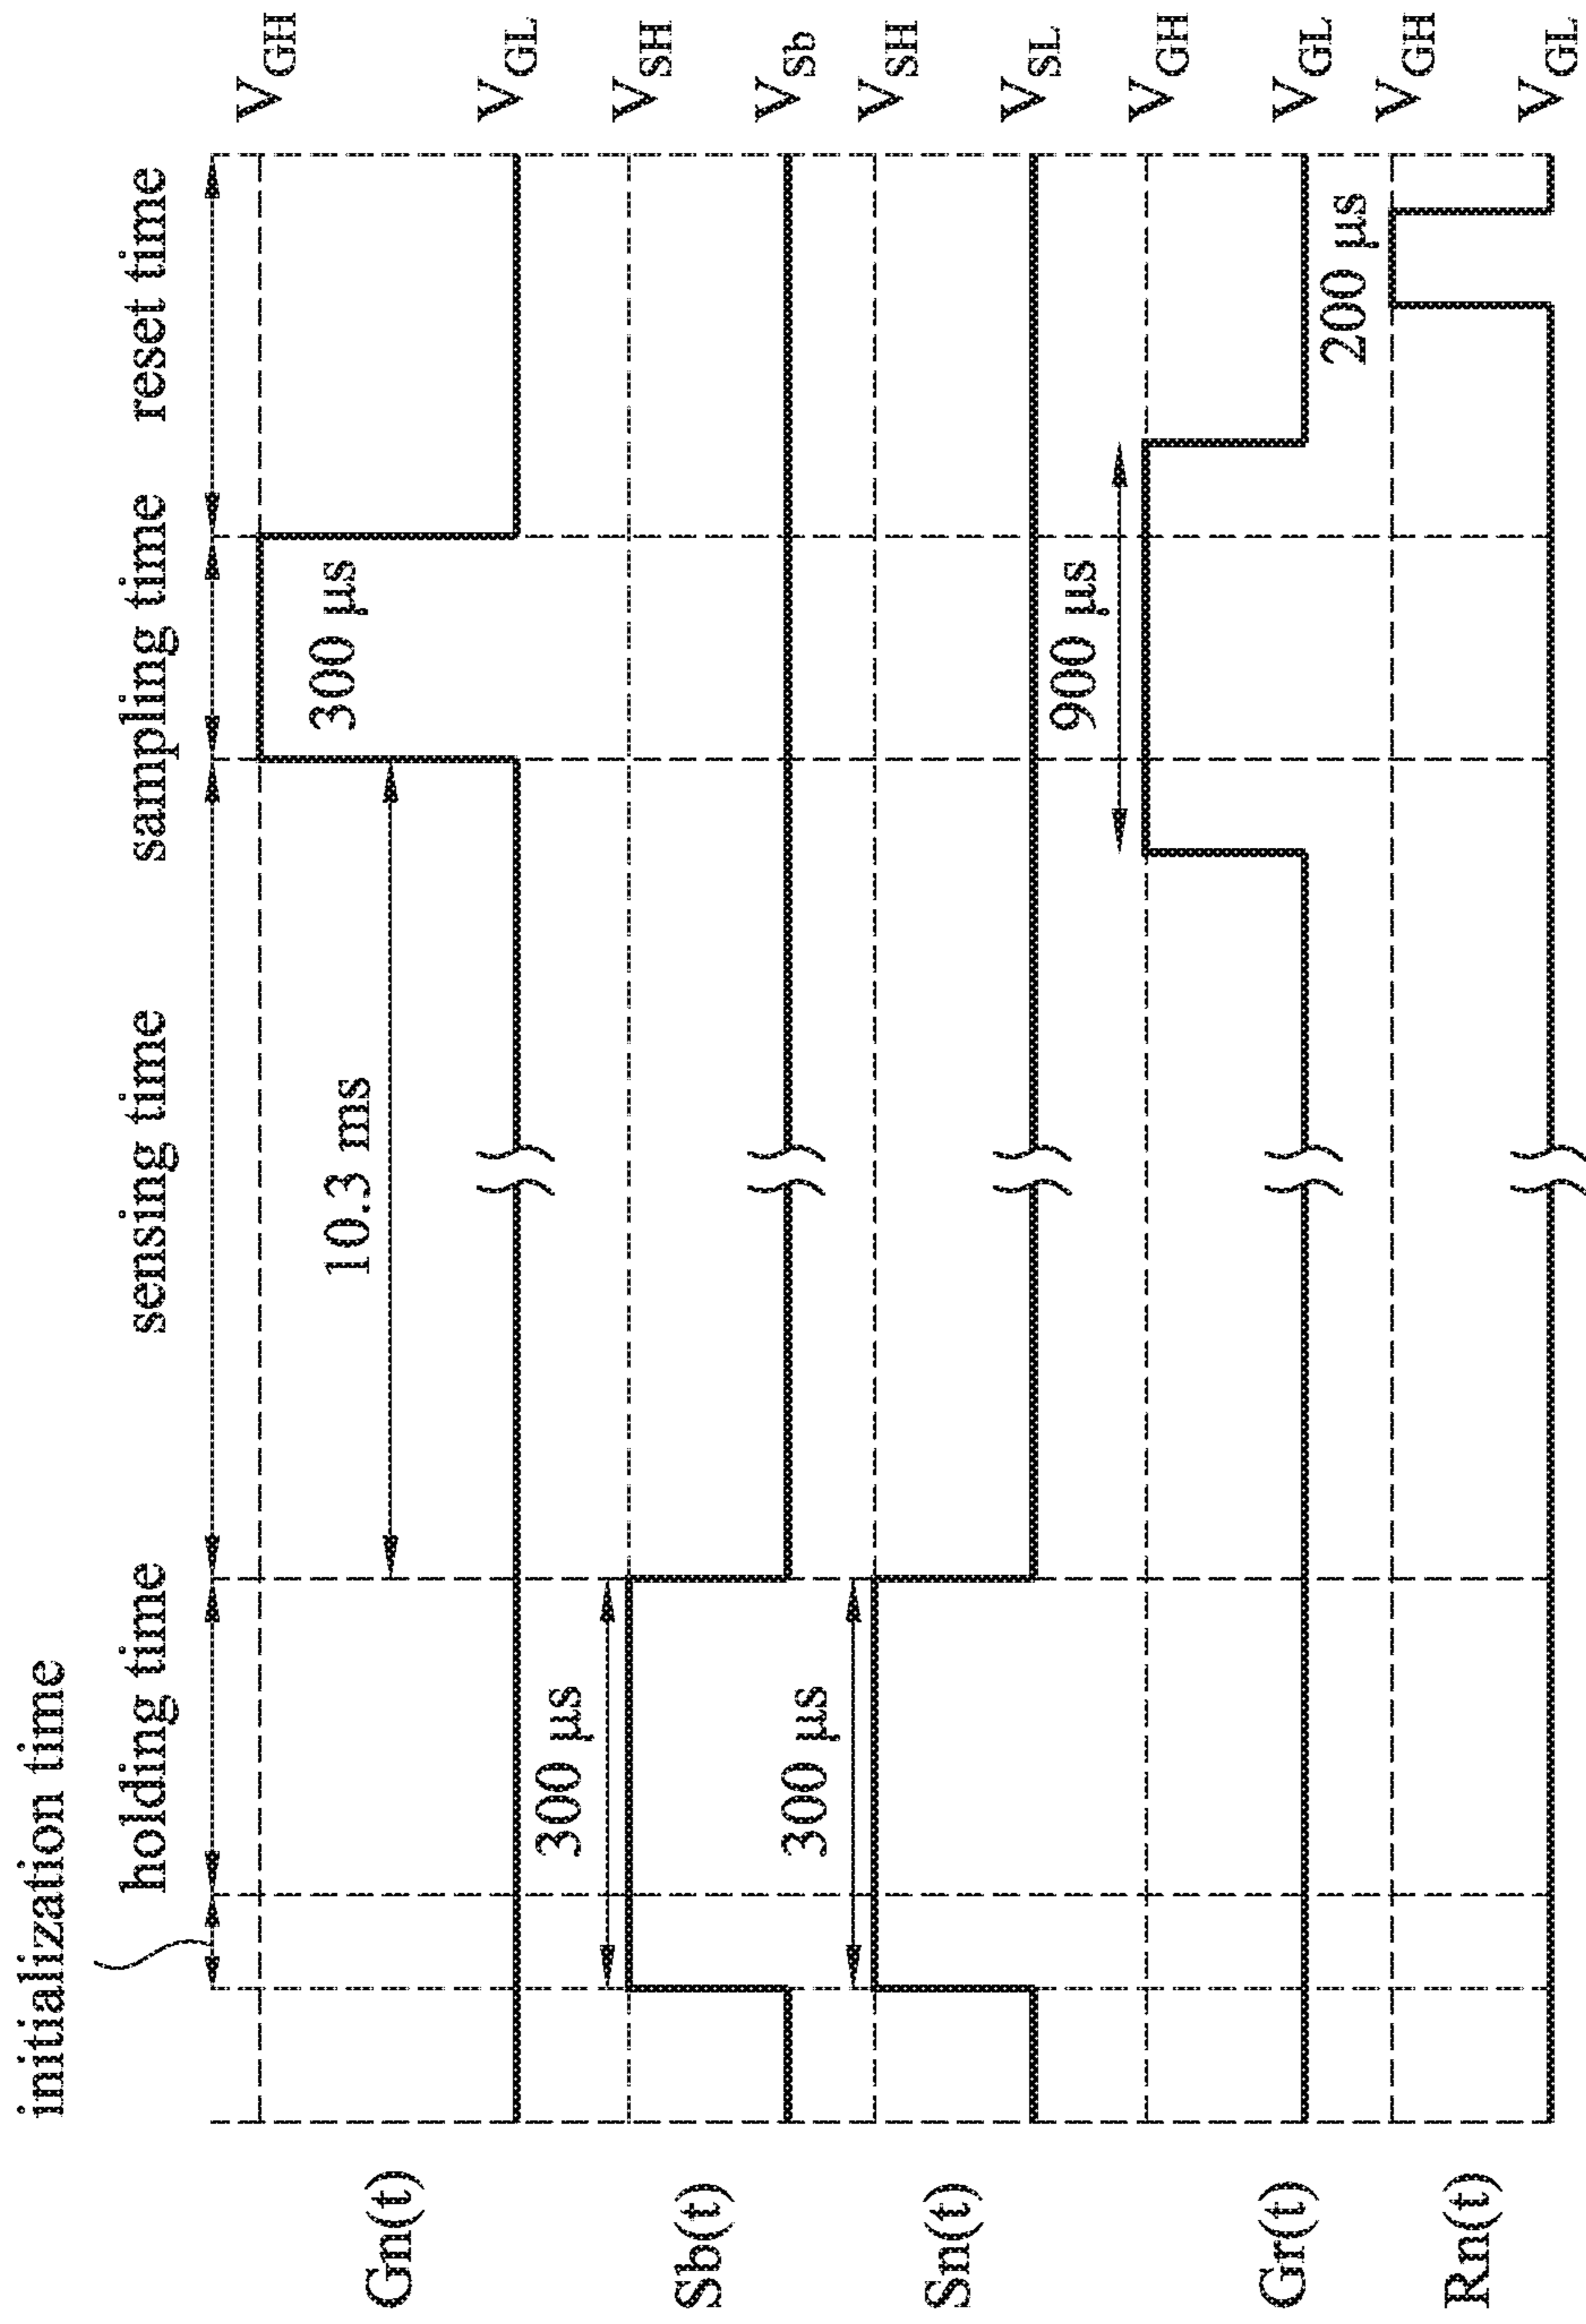 initialization time
holding time
sensing time
sampling time
reset time
Gn(t)
10.3 ms
300 μs
V_GH
V_GL
Sb(t)
300 μs
V_SH
V_Sb
Sn(t)
300 μs
V_SH
V_SL
Gr(t)
900 μs
V_GH
V_GL
Rn(t)
200 μs
V_GH
V_GL